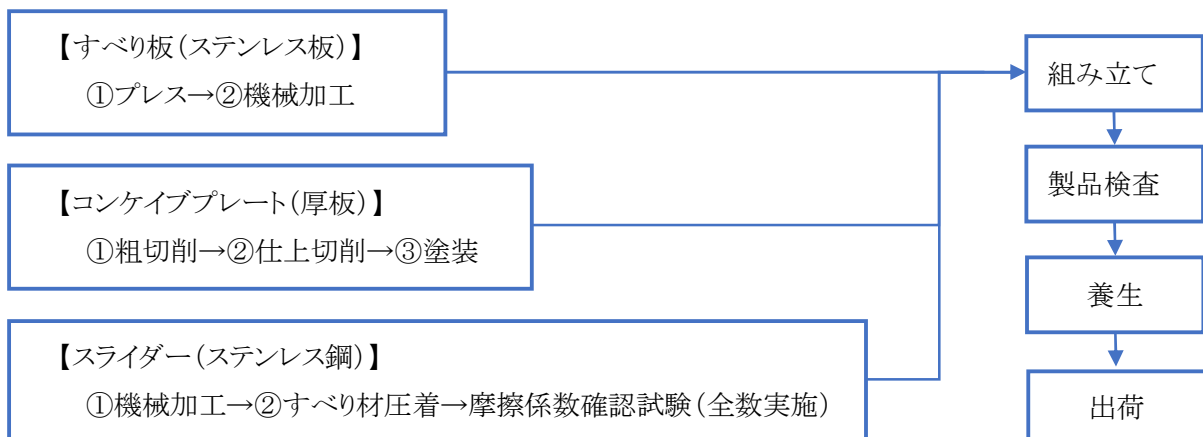 【すべり板(ステンレス板)】
①プレス→②機械加工
【コンケイブプレート(厚板)】
①粗切削→②仕上切削→③塗装
【スライダー(ステンレス鋼)】
①機械加工→②すべり材圧着→摩擦係数確認試験(全数実施)
組み立て
製品検査
養生
出荷